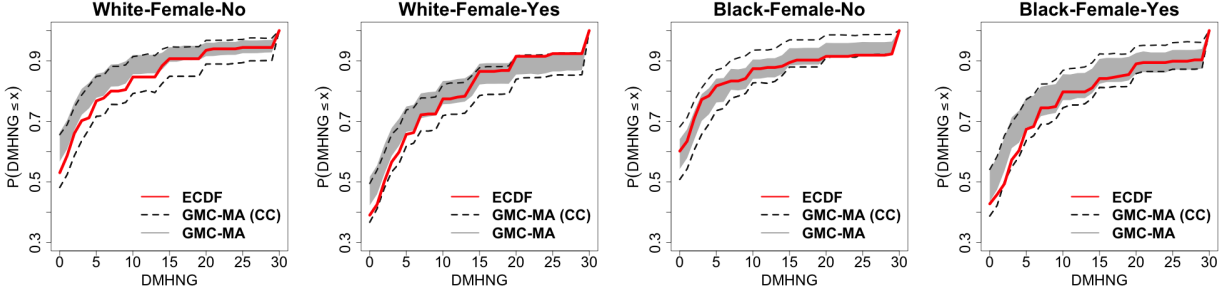 White-Female-No
P(DMHNG ≤ x)
0.9
0.7
0.5
0.3
ECDF
GMC-MA (CC)
GMC-MA
0 5 10 15 20 25 30
DMHNG
White-Female-Yes
P(DMHNG ≤ x)
0.9
0.7
0.5
0.3
ECDF
GMC-MA (CC)
GMC-MA
0 5 10 15 20 25 30
DMHNG
Black-Female-No
P(DMHNG ≤ x)
0.9
0.7
0.5
0.3
ECDF
GMC-MA (CC)
GMC-MA
0 5 10 15 20 25 30
DMHNG
Black-Female-Yes
P(DMHNG ≤ x)
0.9
0.7
0.5
0.3
ECDF
GMC-MA (CC)
GMC-MA
0 5 10 15 20 25 30
DMHNG